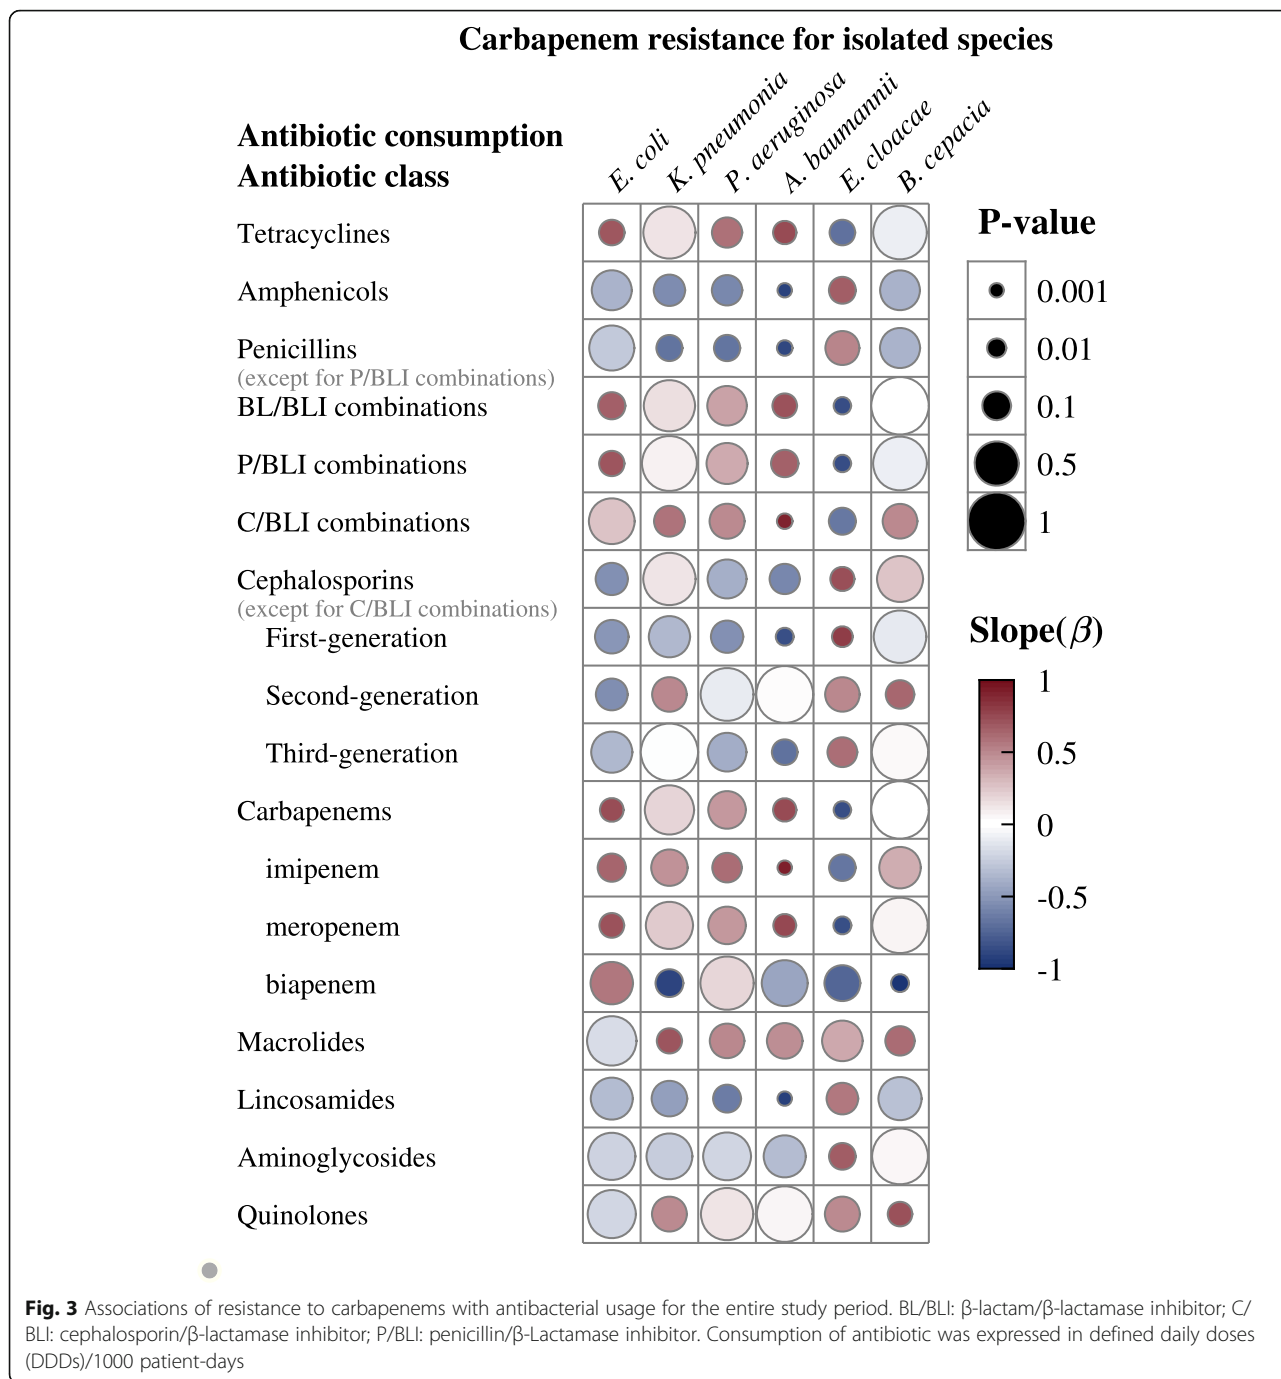 Carbapenem resistance for isolated species
Antibiotic consumption
Antibiotic class
E. coli
K. pneumonia
P. aeruginosa
A. baumannii
E. cloacae
B. cepacia
Tetracyclines
Amphenicols
Penicillins
(except for P/BLI combinations)
BL/BLI combinations
P/BLI combinations
C/BLI combinations
Cephalosporins
(except for C/BLI combinations)
First-generation
Second-generation
Third-generation
Carbapenems
imipenem
meropenem
biapenem
Macrolides
Lincosamides
Aminoglycosides
Quinolones
P-value
0.001
0.01
0.1
0.5
1
Slope(β)
1
0.5
0
-0.5
-1
Fig. 3 Associations of resistance to carbapenems with antibacterial usage for the entire study period. BL/BLI: β-lactam/β-lactamase inhibitor; C/
BLI: cephalosporin/β-lactamase inhibitor; P/BLI: penicillin/β-Lactamase inhibitor. Consumption of antibiotic was expressed in defined daily doses
(DDDs)/1000 patient-days